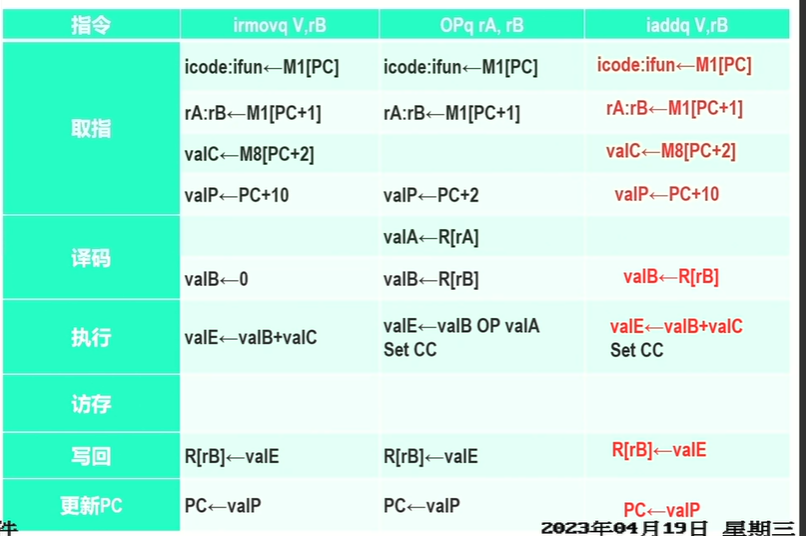 指令 irmovq V,rB OPq rA, rB iaddq V,rB
取指 icode:ifun←M1[PC] icode:ifun←M1[PC] icode:ifun←M1[PC]
rA:rB←M1[PC+1] rA:rB←M1[PC+1] rA:rB←M1[PC+1]
valC←M8[PC+2] valC←M8[PC+2]
valP←PC+10 valP←PC+2 valP←PC+10
译码 valA←R[rA]
valB←0 valB←R[rB] valB←R[rB]
执行 valE←valB+valC valE←valB OP valA valE←valB+valC
Set CC Set CC
访存
写回 R[rB]←valE R[rB]←valE R[rB]←valE
更新PC PC←valP PC←valP PC←valP
件 2023年04月19日 星期三